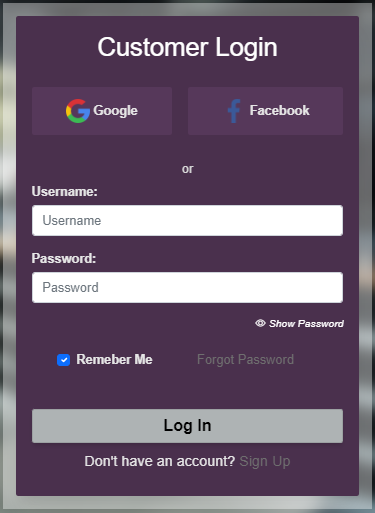 Customer Login
Google
Facebook
or
Username:
Username
Password:
Password
Show Password
Remeber Me
Forgot Password
Log In
Don't have an account? Sign Up